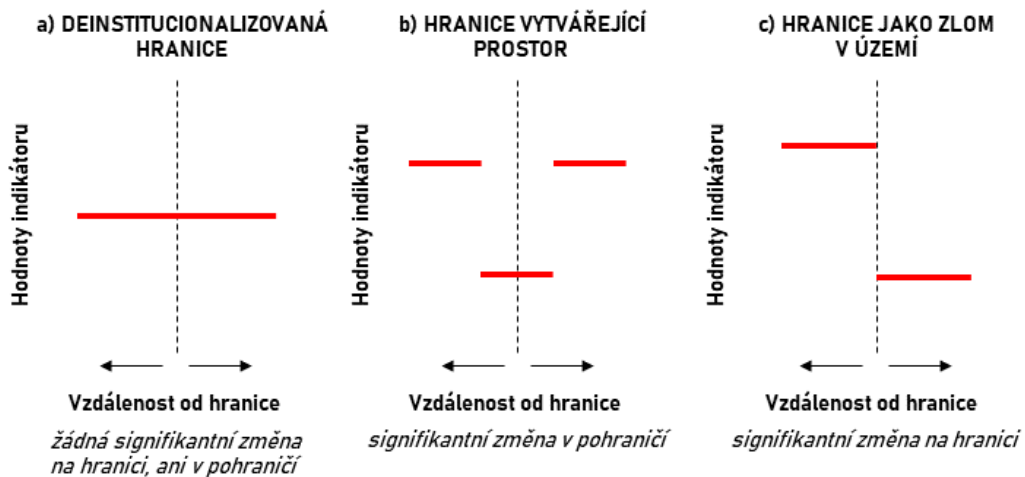 a) DEINSTITUCIONALIZOVANÁ
HRANICE
Hodnoty indikátoru
Vzdálenost od hranice
žádná signifikantní změna
na hranici, ani v pohraničí
b) HRANICE VYTVÁŘEJÍCÍ
PROSTOR
Hodnoty indikátoru
Vzdálenost od hranice
signifikantní změna v pohraničí
c) HRANICE JAKO ZLOM
V ÚZEMÍ
Hodnoty indikátoru
Vzdálenost od hranice
signifikantní změna na hranici